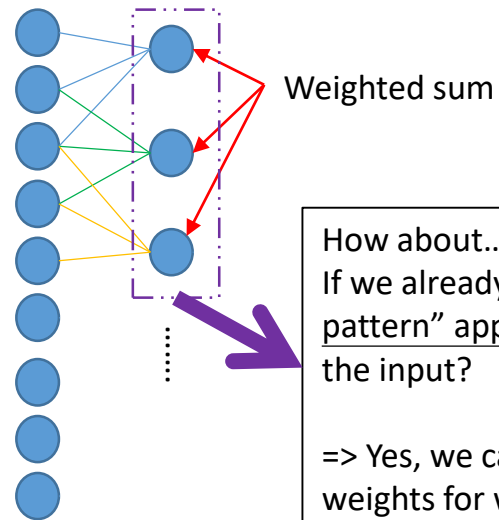 Weighted sum
How about..
If we already
pattern” app
the input?
=> Yes, we ca
weights for w